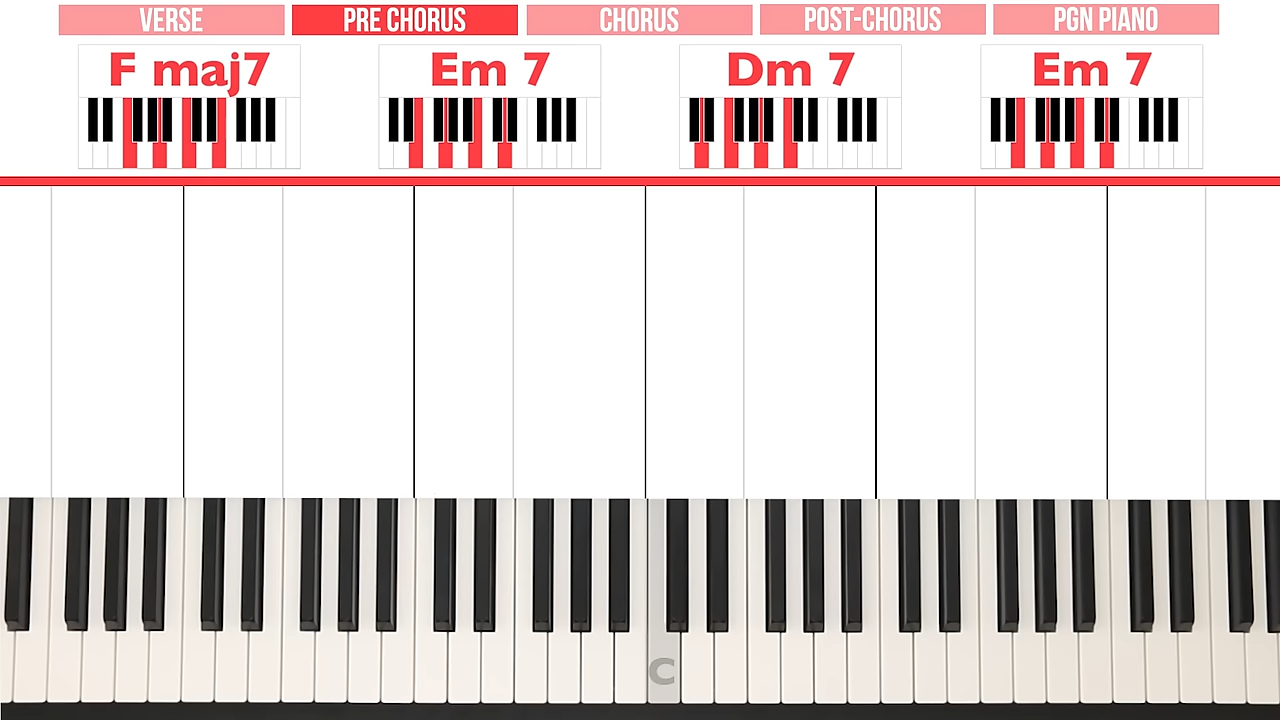 VERSE
PRE CHORUS
CHORUS
POST-CHORUS
PGN PIANO
F maj7
Em 7
Dm 7
Em 7
C